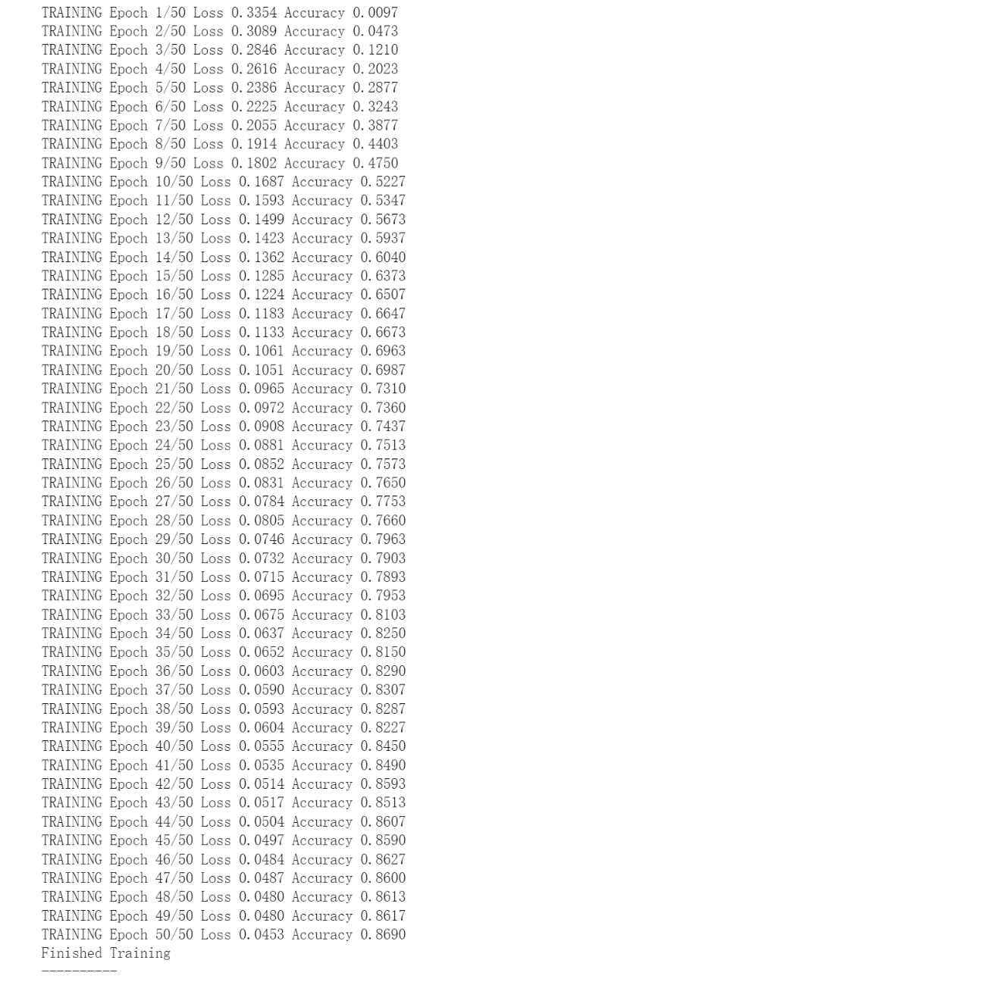 TRAINING Epoch 1/50 Loss 0.3354 Accuracy 0.0097
TRAINING Epoch 2/50 Loss 0.3089 Accuracy 0.0473
TRAINING Epoch 3/50 Loss 0.2846 Accuracy 0.1210
TRAINING Epoch 4/50 Loss 0.2616 Accuracy 0.2023
TRAINING Epoch 5/50 Loss 0.2386 Accuracy 0.2877
TRAINING Epoch 6/50 Loss 0.2225 Accuracy 0.3243
TRAINING Epoch 7/50 Loss 0.2055 Accuracy 0.3877
TRAINING Epoch 8/50 Loss 0.1914 Accuracy 0.4403
TRAINING Epoch 9/50 Loss 0.1802 Accuracy 0.4750
TRAINING Epoch 10/50 Loss 0.1687 Accuracy 0.5227
TRAINING Epoch 11/50 Loss 0.1593 Accuracy 0.5347
TRAINING Epoch 12/50 Loss 0.1499 Accuracy 0.5673
TRAINING Epoch 13/50 Loss 0.1423 Accuracy 0.5937
TRAINING Epoch 14/50 Loss 0.1362 Accuracy 0.6040
TRAINING Epoch 15/50 Loss 0.1285 Accuracy 0.6373
TRAINING Epoch 16/50 Loss 0.1224 Accuracy 0.6507
TRAINING Epoch 17/50 Loss 0.1183 Accuracy 0.6647
TRAINING Epoch 18/50 Loss 0.1133 Accuracy 0.6673
TRAINING Epoch 19/50 Loss 0.1061 Accuracy 0.6963
TRAINING Epoch 20/50 Loss 0.1051 Accuracy 0.6987
TRAINING Epoch 21/50 Loss 0.0965 Accuracy 0.7310
TRAINING Epoch 22/50 Loss 0.0972 Accuracy 0.7360
TRAINING Epoch 23/50 Loss 0.0908 Accuracy 0.7437
TRAINING Epoch 24/50 Loss 0.0881 Accuracy 0.7513
TRAINING Epoch 25/50 Loss 0.0852 Accuracy 0.7573
TRAINING Epoch 26/50 Loss 0.0831 Accuracy 0.7650
TRAINING Epoch 27/50 Loss 0.0784 Accuracy 0.7753
TRAINING Epoch 28/50 Loss 0.0805 Accuracy 0.7660
TRAINING Epoch 29/50 Loss 0.0746 Accuracy 0.7963
TRAINING Epoch 30/50 Loss 0.0732 Accuracy 0.7903
TRAINING Epoch 31/50 Loss 0.0715 Accuracy 0.7893
TRAINING Epoch 32/50 Loss 0.0695 Accuracy 0.7953
TRAINING Epoch 33/50 Loss 0.0675 Accuracy 0.8103
TRAINING Epoch 34/50 Loss 0.0637 Accuracy 0.8250
TRAINING Epoch 35/50 Loss 0.0652 Accuracy 0.8150
TRAINING Epoch 36/50 Loss 0.0603 Accuracy 0.8290
TRAINING Epoch 37/50 Loss 0.0590 Accuracy 0.8307
TRAINING Epoch 38/50 Loss 0.0593 Accuracy 0.8287
TRAINING Epoch 39/50 Loss 0.0604 Accuracy 0.8227
TRAINING Epoch 40/50 Loss 0.0555 Accuracy 0.8450
TRAINING Epoch 41/50 Loss 0.0535 Accuracy 0.8490
TRAINING Epoch 42/50 Loss 0.0514 Accuracy 0.8593
TRAINING Epoch 43/50 Loss 0.0517 Accuracy 0.8513
TRAINING Epoch 44/50 Loss 0.0504 Accuracy 0.8607
TRAINING Epoch 45/50 Loss 0.0497 Accuracy 0.8590
TRAINING Epoch 46/50 Loss 0.0484 Accuracy 0.8627
TRAINING Epoch 47/50 Loss 0.0487 Accuracy 0.8600
TRAINING Epoch 48/50 Loss 0.0480 Accuracy 0.8613
TRAINING Epoch 49/50 Loss 0.0480 Accuracy 0.8617
TRAINING Epoch 50/50 Loss 0.0453 Accuracy 0.8690
Finished Training
----------